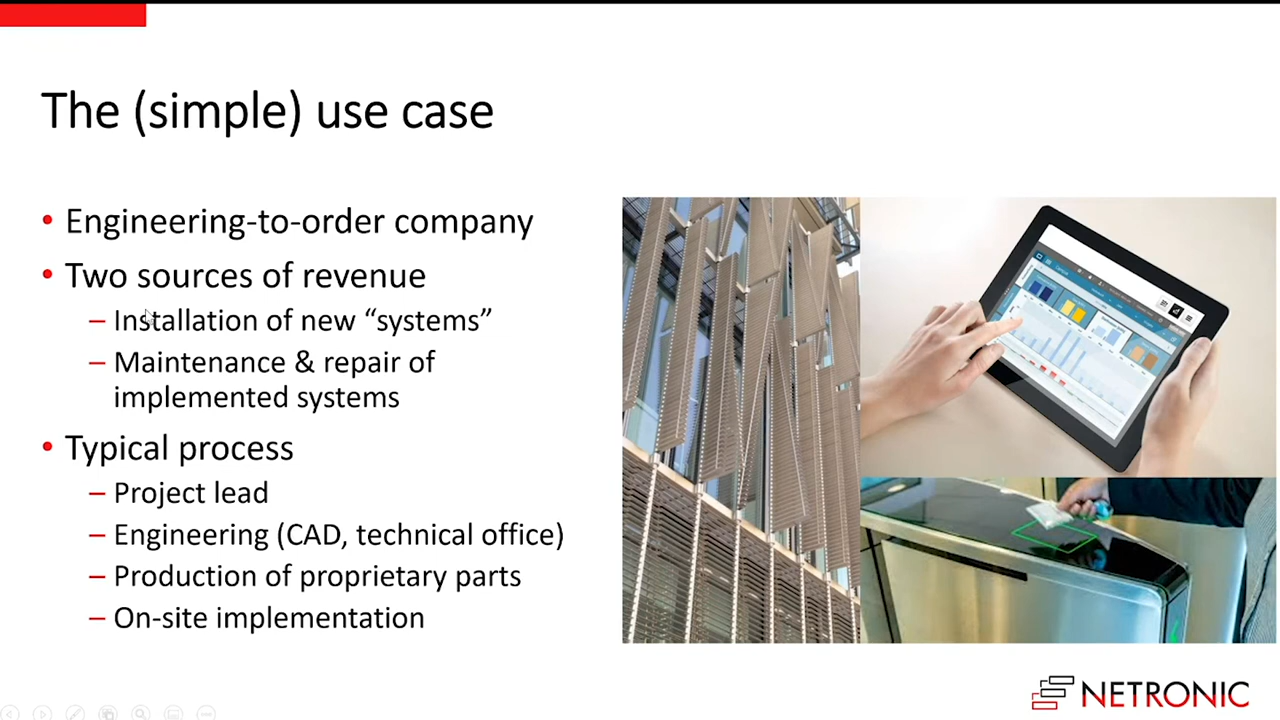 The (simple) use case
• Engineering-to-order company
• Two sources of revenue
– Installation of new “systems”
– Maintenance & repair of
implemented systems
• Typical process
– Project lead
– Engineering (CAD, technical office)
– Production of proprietary parts
– On-site implementation
NETRONIC